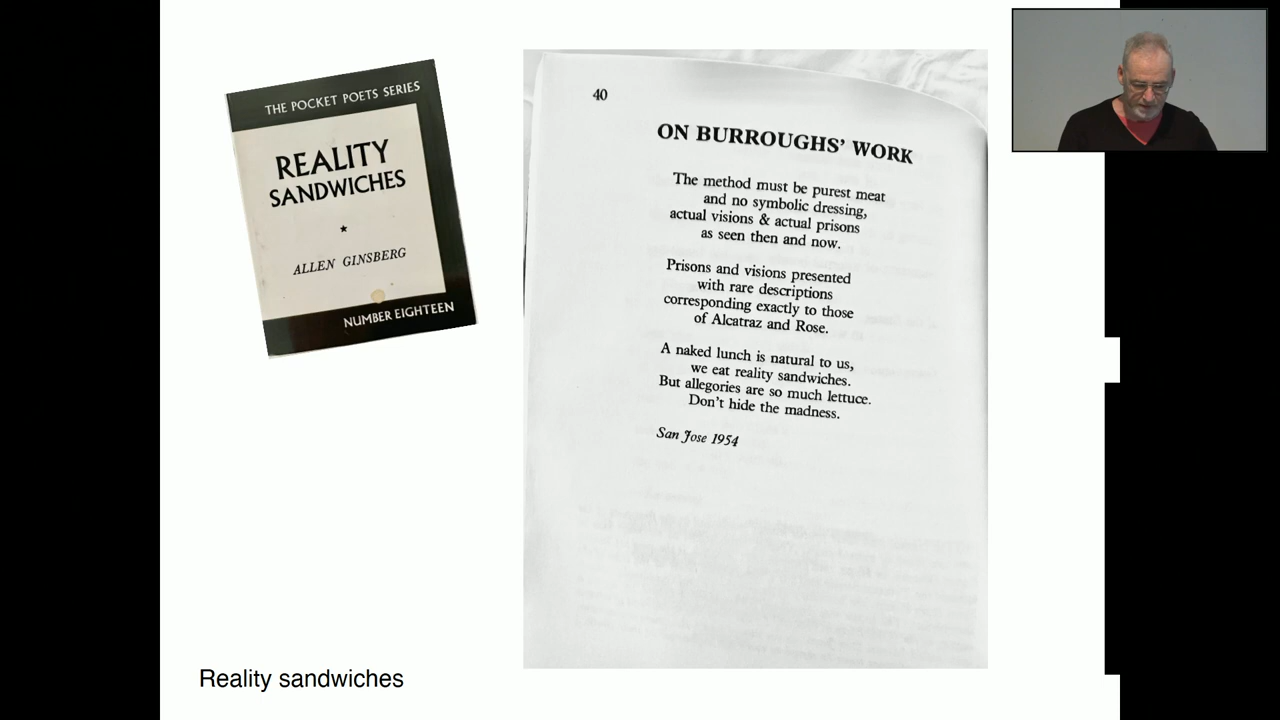 THE POCKET POETS SERIES
REALITY
SANDWICHES
★
ALLEN GINSBERG
NUMBER EIGHTEEN
40
ON BURROUGHS' WORK
The method must be purest meat
and no symbolic dressing,
actual visions & actual prisons
as seen then and now.
Prisons and visions presented
with rare descriptions
corresponding exactly to those
of Alcatraz and Rose.
A naked lunch is natural to us,
we eat reality sandwiches.
But allegories are so much lettuce.
Don't hide the madness.
San Jose 1954
Reality sandwiches